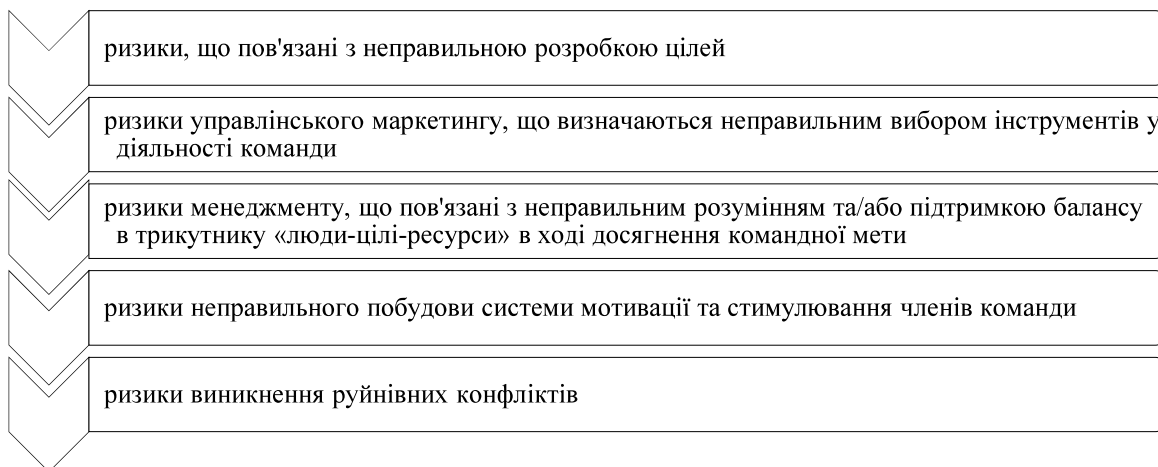 ризики, що пов'язані з неправильною розробкою цілей
ризики управлінського маркетингу, що визначаються неправильним вибором інструментів у
діяльності команди
ризики менеджменту, що пов'язані з неправильним розумінням та/або підтримкою балансу
в трикутнику «люди-цілі-ресурси» в ході досягнення командної мети
ризики неправильного побудови системи мотивації та стимулювання членів команди
ризики виникнення руйнівних конфліктів